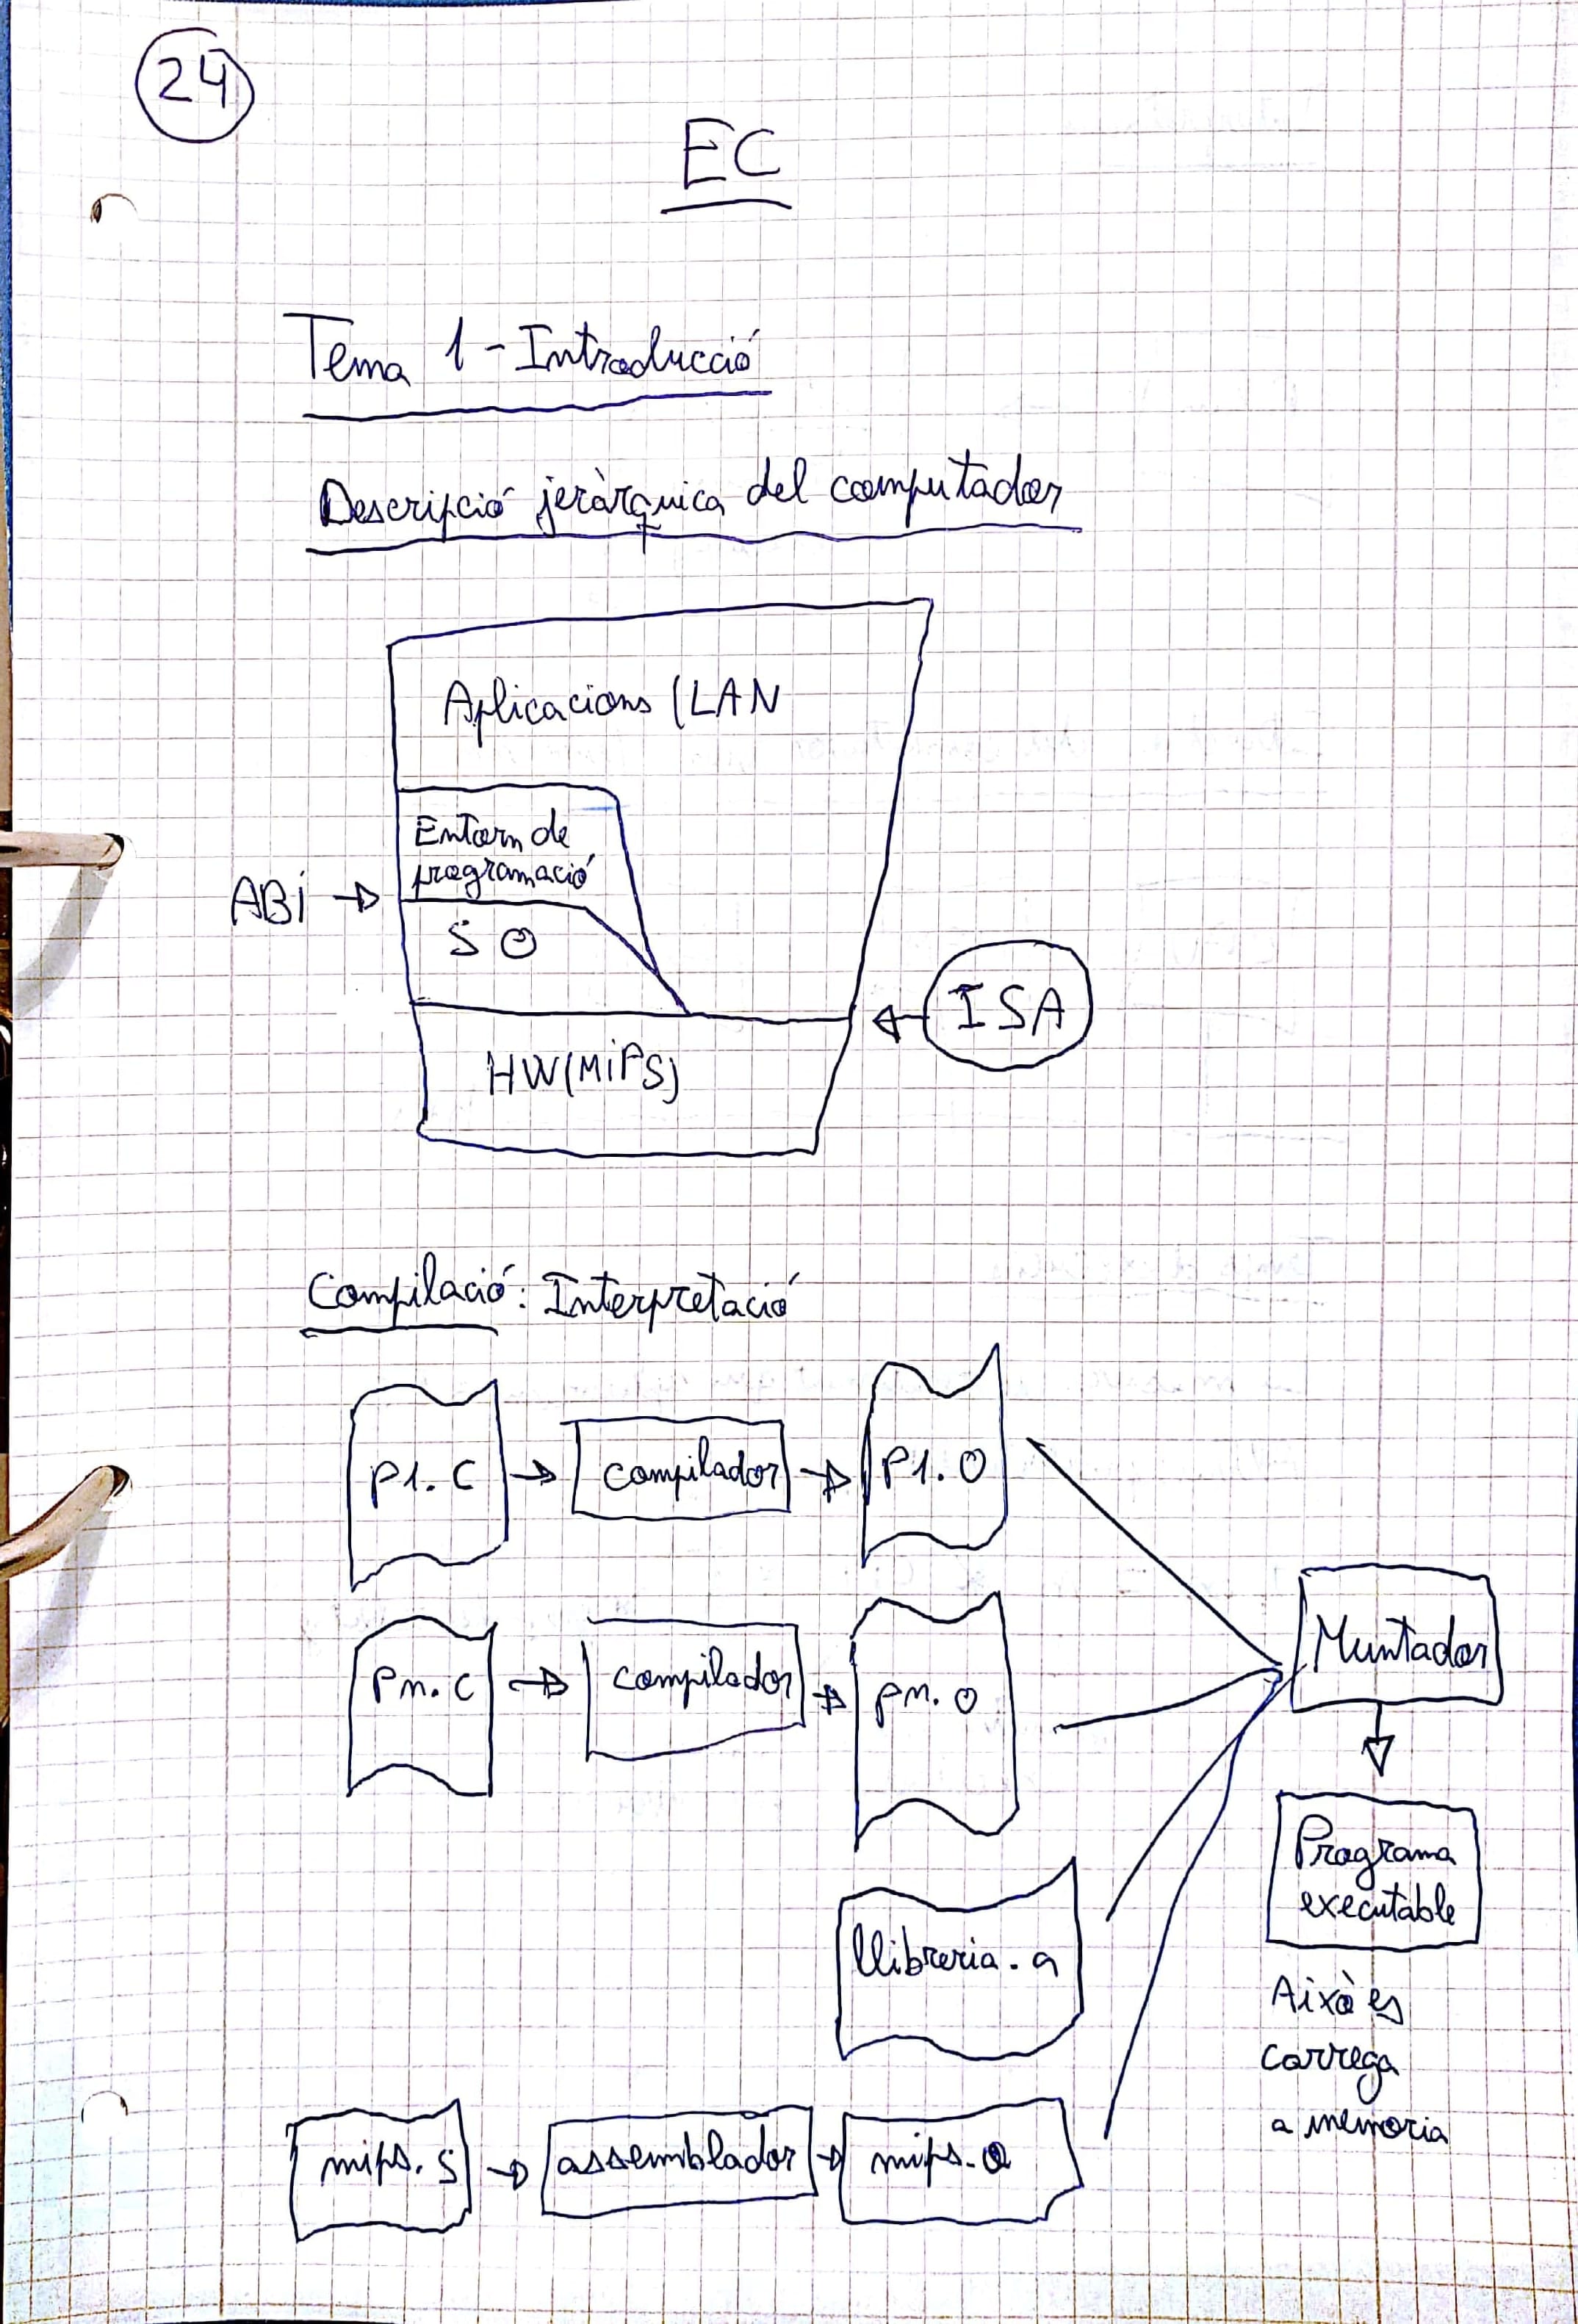 24
EC
Tema 1 - Introducció
Descripció jeràrquica del computador
Aplicacions (LAN
Entorn de
programació
ABI →
SO
← ISA
HW(MIPS)
Compilació: Interpretació
P1.C → compilador → P1.O
Muntador
Pn.C → compilador → Pn.O
Programa
executable
llibreria.a
Això es
carrega
a memoria
mips.s → assemblador → mips.o